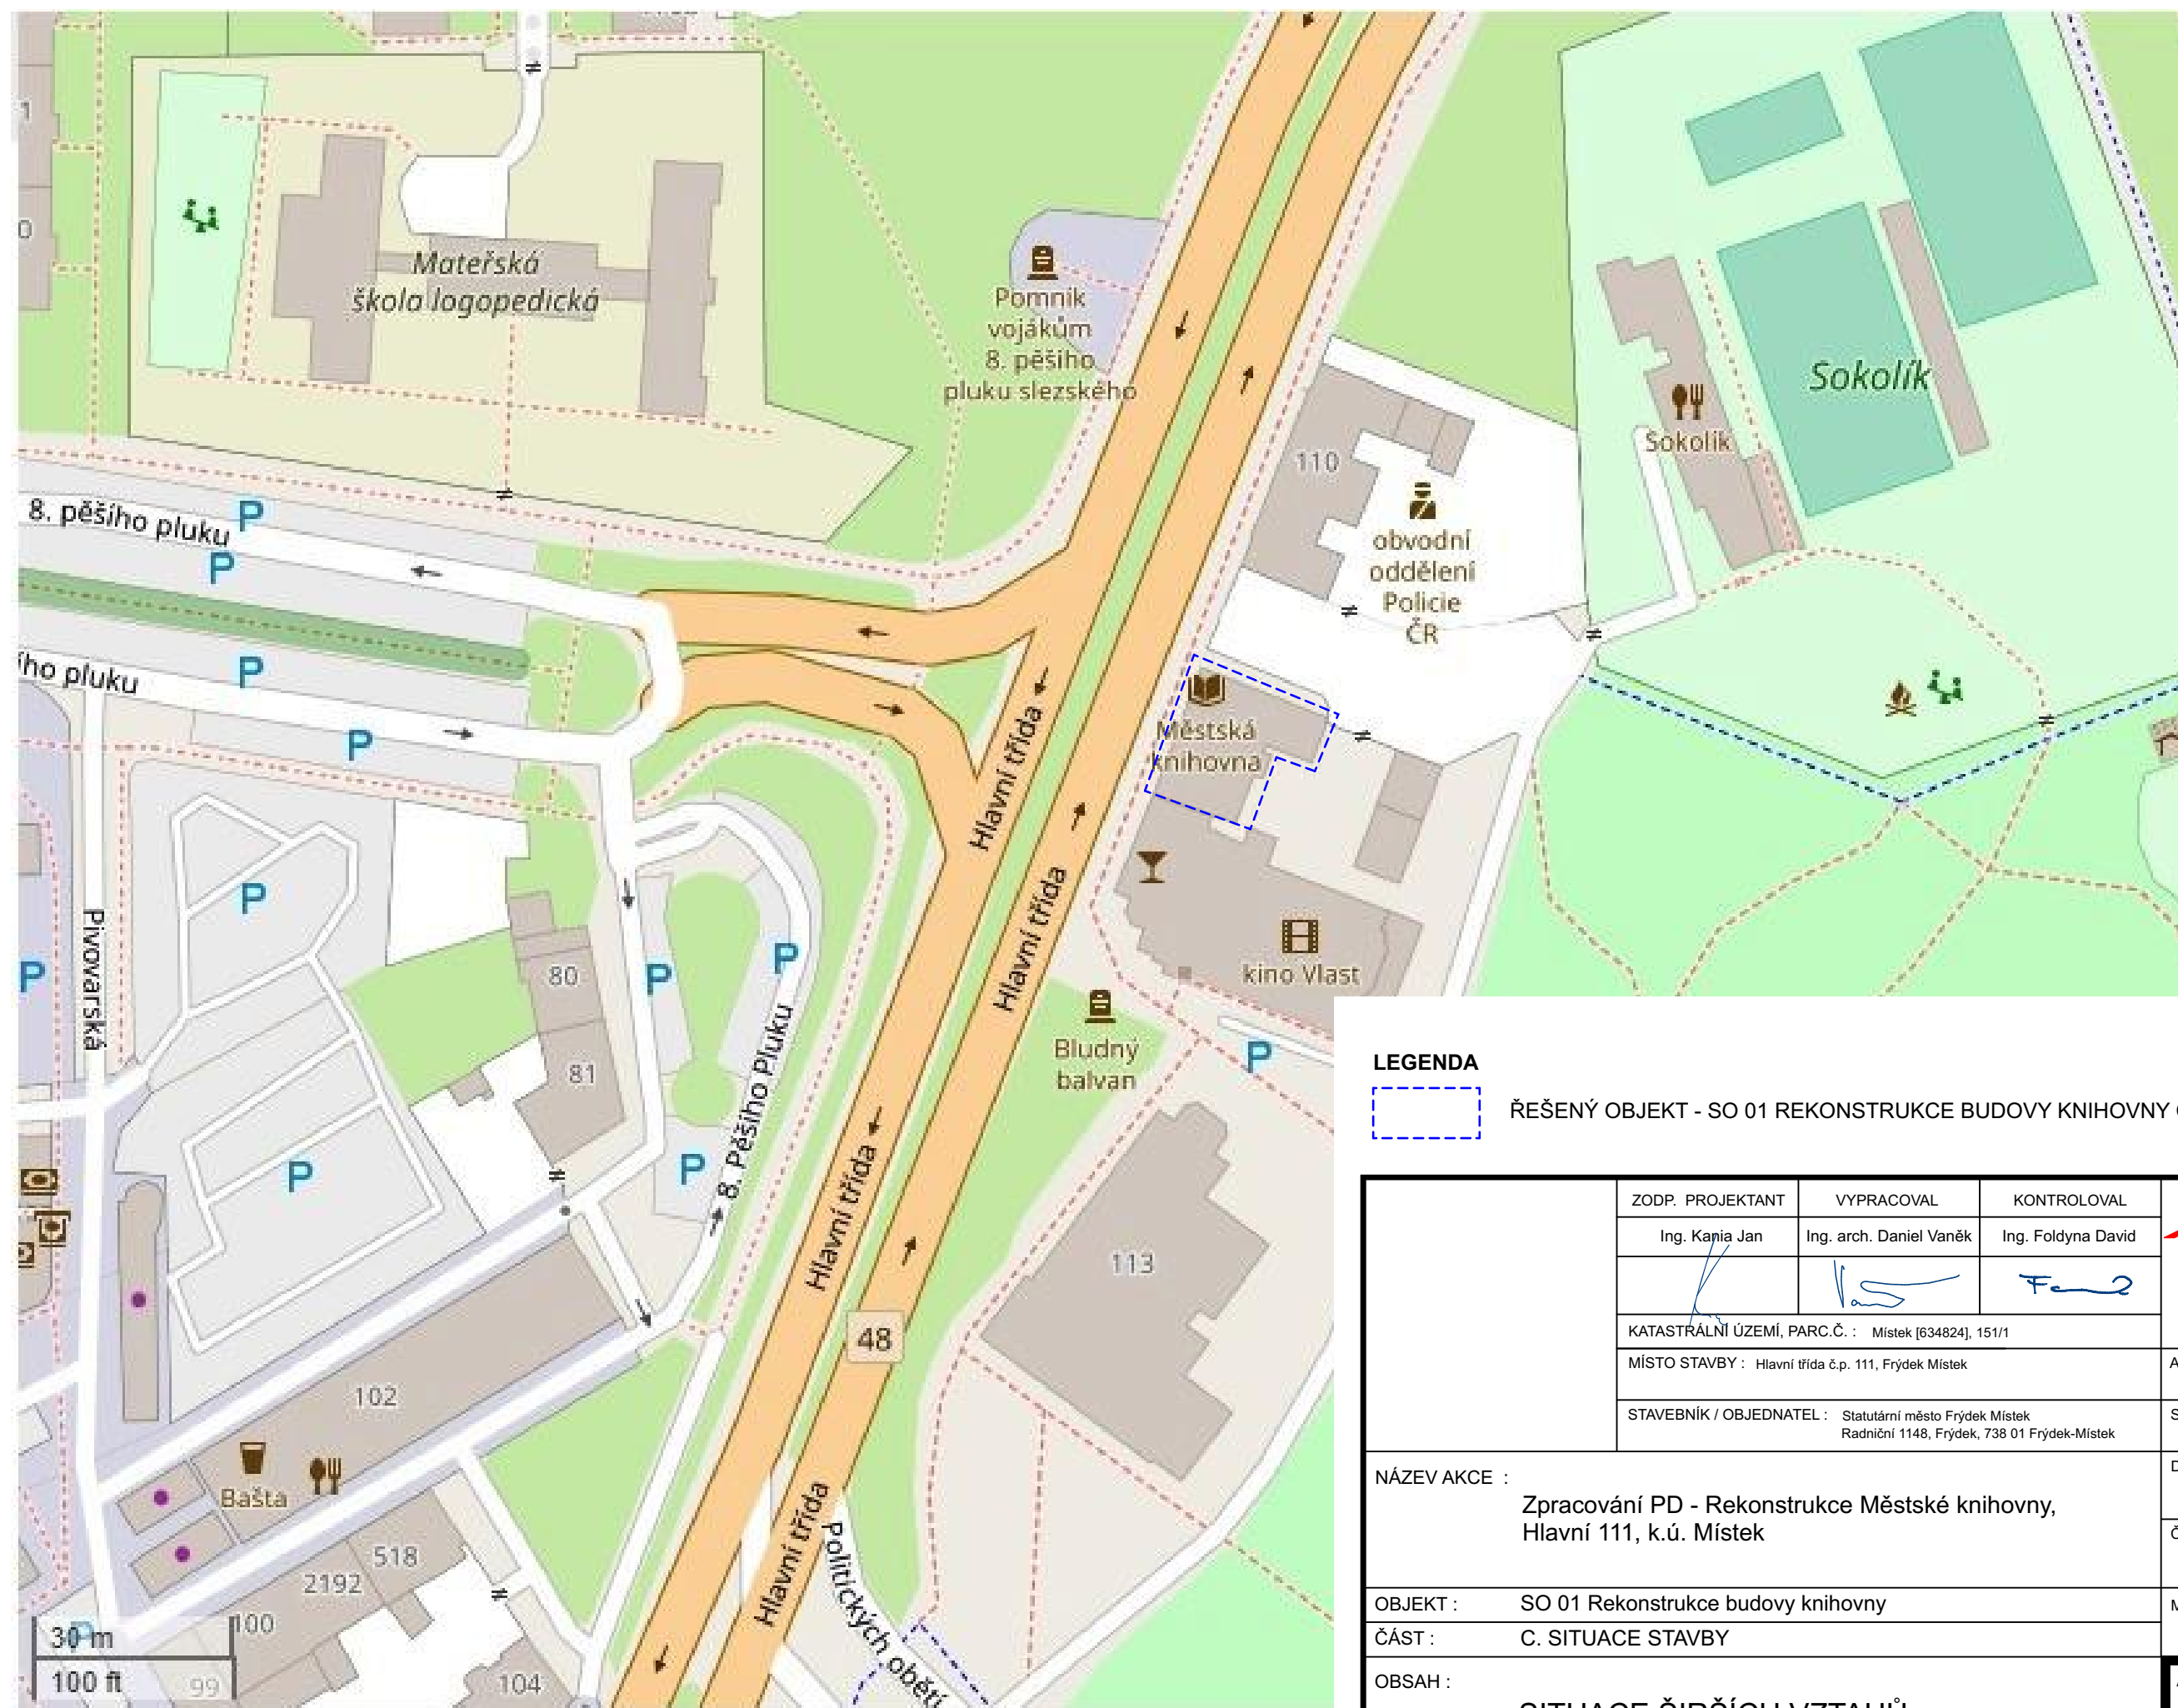 Mateřská
škola logopedická
Pomník
vojákům
8. pěšího
pluku slezského
Sokolík
Sokolík
110
obvodní
oddělení
Policie
ČR
8. pěšího pluku
P
P
P
P
Městská
knihovna
Hlavní třída
Hlavní třída
kino Vlast
Pivovarská
P
P
P
P
80
81
Bludný
balvan
P
P
P
8. Pěšího Pluku
Hlavní třída
113
48
102
Bašta
518
2192
100
99
104
Hlavní třída
Politických obětí
30 m
100 ft
LEGENDA
ŘEŠENÝ OBJEKT - SO 01 REKONSTRUKCE BUDOVY KNIHOVNY
ZODP. PROJEKTANT VYPRACOVAL KONTROLOVAL
Ing. Kania Jan Ing. arch. Daniel Vaněk Ing. Foldyna David
KATASTRÁLNÍ ÚZEMÍ, PARC.Č. : Místek [634824], 151/1
MÍSTO STAVBY : Hlavní třída č.p. 111, Frýdek Místek
STAVEBNÍK / OBJEDNATEL : Statutární město Frýdek Místek
Radniční 1148, Frýdek, 738 01 Frýdek-Místek
NÁZEV AKCE :
Zpracování PD - Rekonstrukce Městské knihovny,
Hlavní 111, k.ú. Místek
OBJEKT : SO 01 Rekonstrukce budovy knihovny
ČÁST : C. SITUACE STAVBY
OBSAH :
SITUACE ŠIRŠÍCH VZTAHŮ